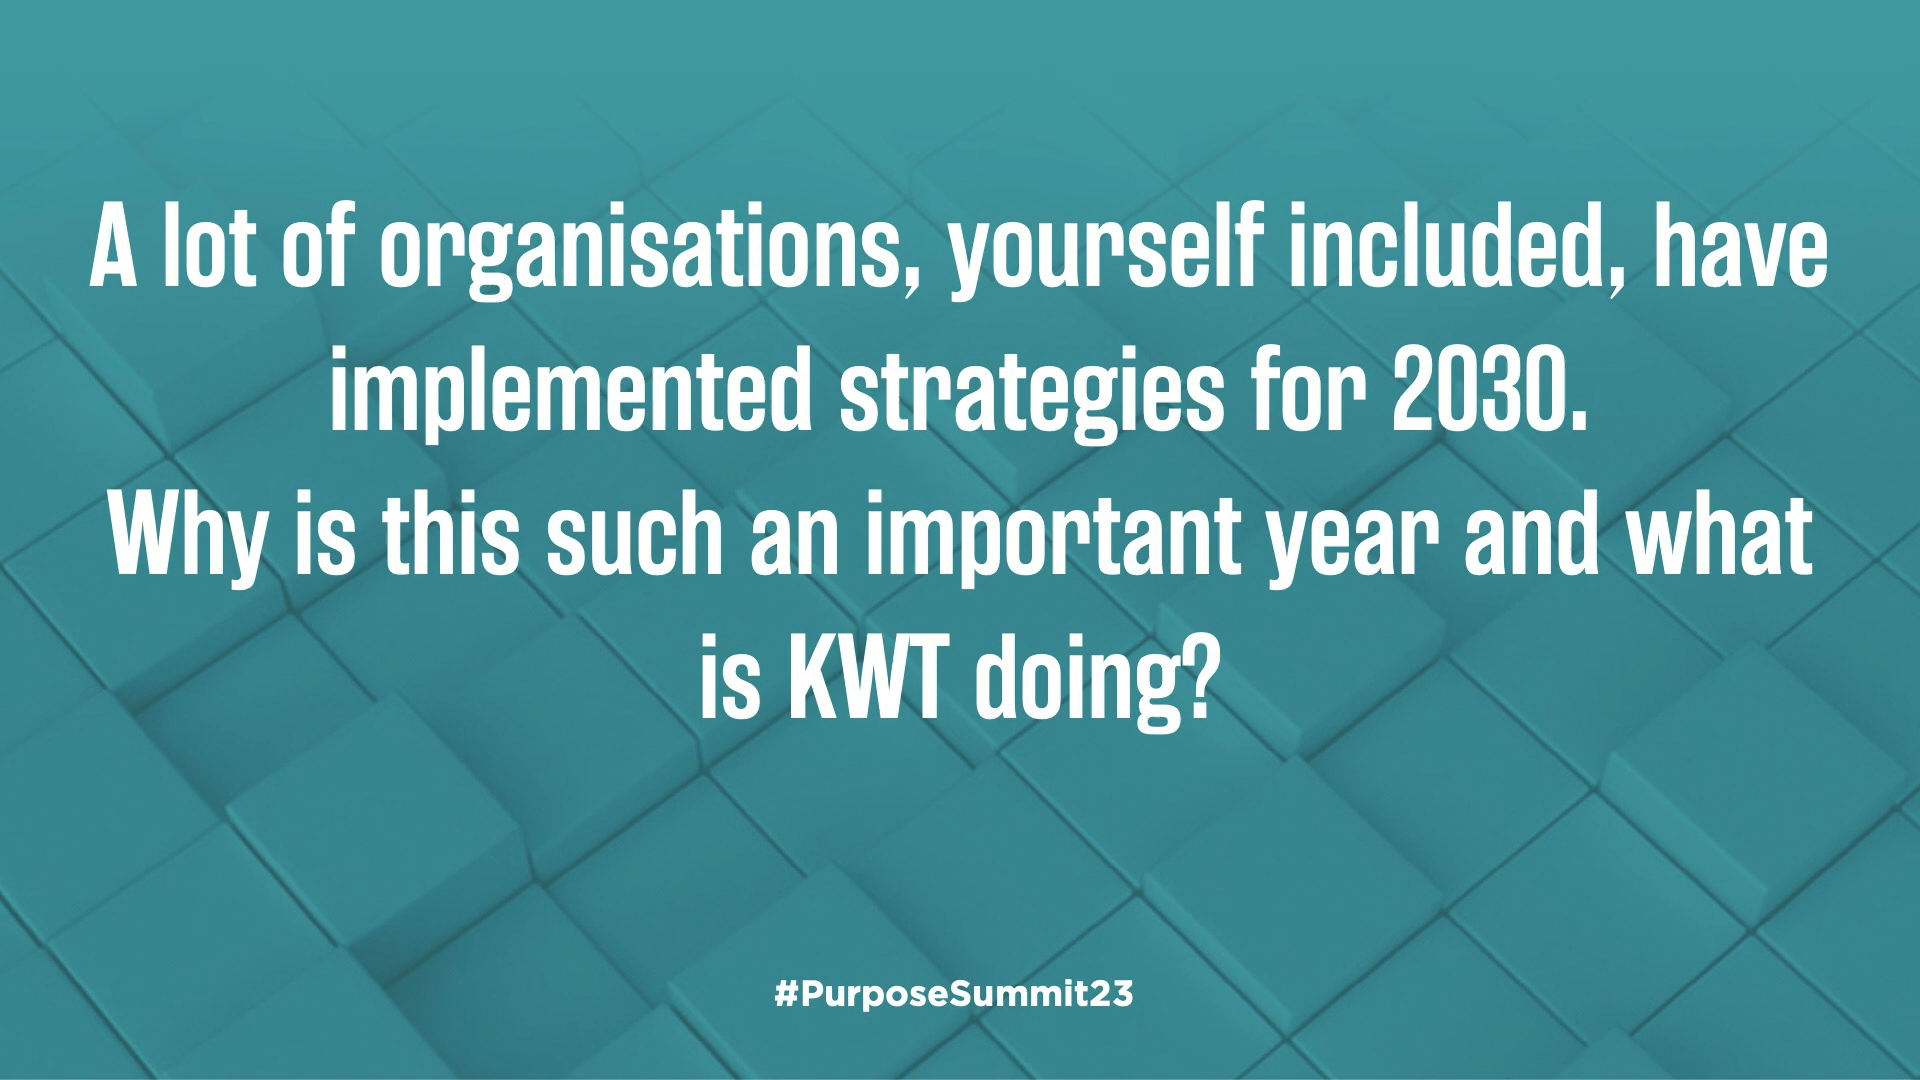 A lot of organisations, yourself included, have
implemented strategies for 2030.
Why is this such an important year and what
is KWT doing?
#PurposeSummit23